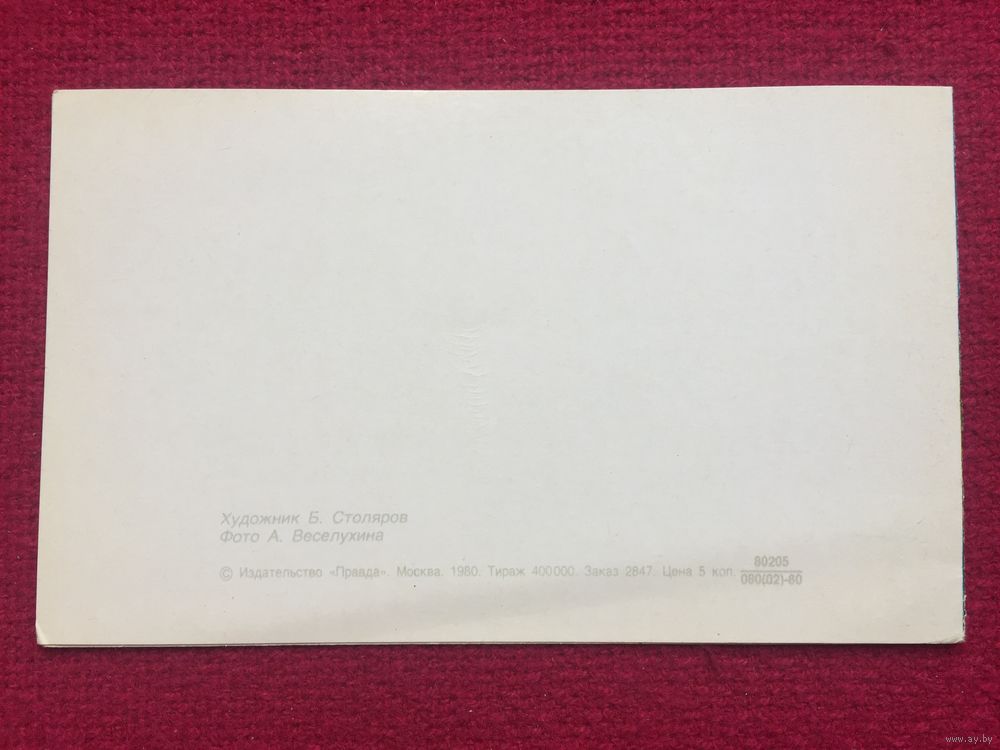 Художник Б. Столяров
Фото А. Веселухина
© Издательство «Правда». Москва. 1980. Тираж 400000. Заказ 2847. Цена 5 коп. 80205
080(02)-80
www.ay.by